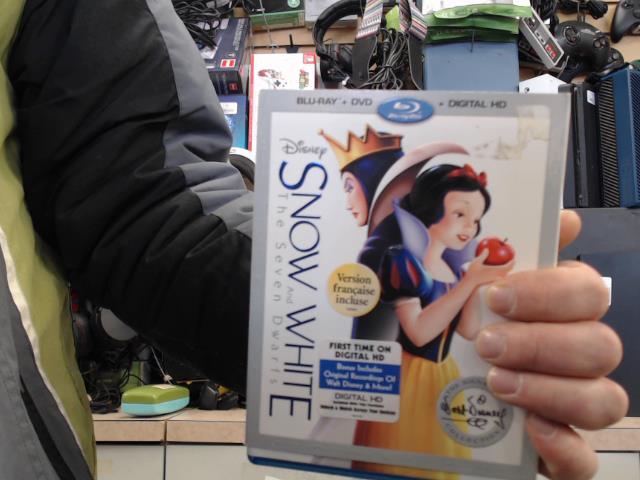 BLU-RAY + DVD
Blu-ray
+ DIGITAL HD
Disney
SNOW WHITE
And
The Seven Dwarfs
Version
française
incluse
FIRST TIME ON
DIGITAL HD
Bonus Includes
Original Recordings Of
Walt Disney & More!
DIGITAL HD
Walt Disney
COLLECTION